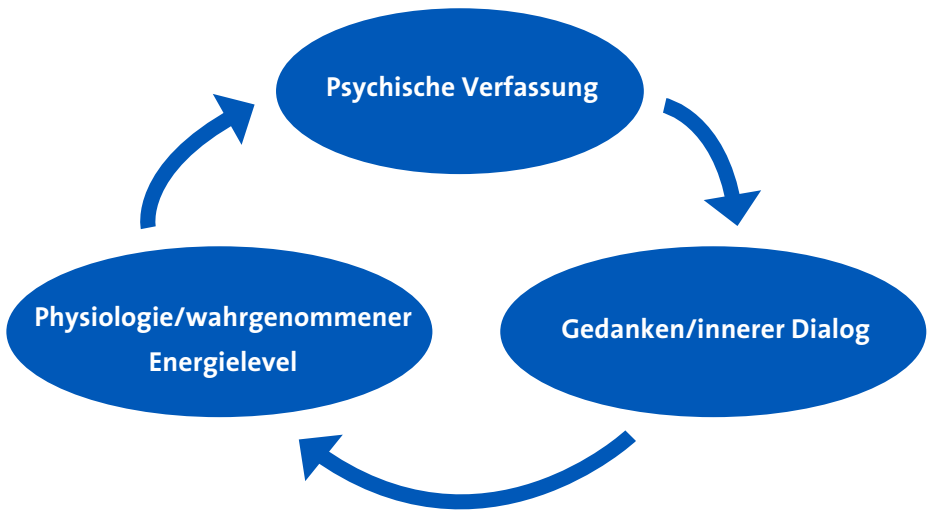 Psychische Verfassung
Physiologie/wahrgenommener
Energielevel
Gedanken/innerer Dialog